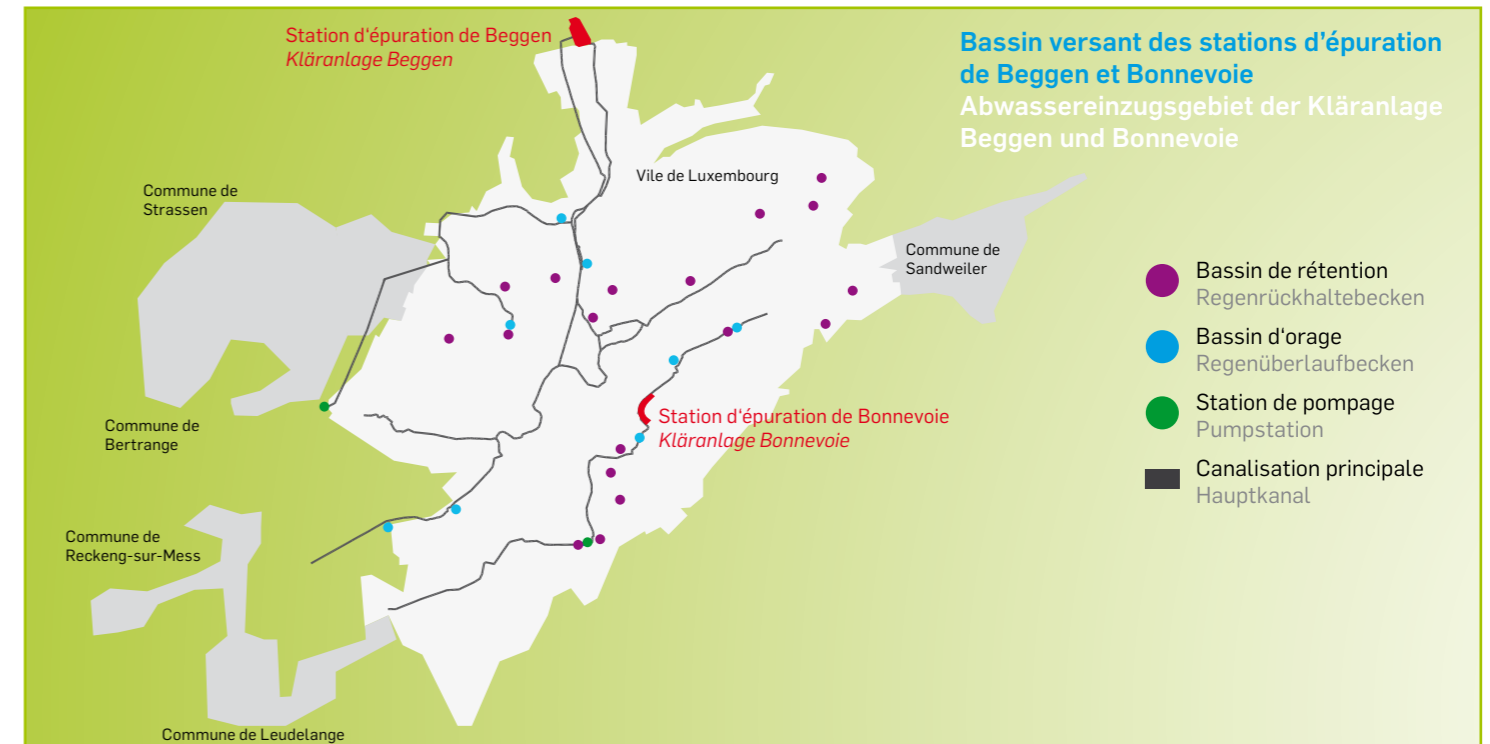 Station d‘épuration de Beggen
Kläranlage Beggen
Bassin versant des stations d’épuration
de Beggen et Bonnevoie
Abwassereinzugsgebiet der Kläranlage
Beggen und Bonnevoie
Vile de Luxembourg
Commune de
Strassen
Commune de
Sandweiler
Bassin de rétention
Regenrückhaltebecken
Bassin d‘orage
Regenüberlaufbecken
Station de pompage
Pumpstation
Canalisation principale
Hauptkanal
Station d‘épuration de Bonnevoie
Kläranlage Bonnevoie
Commune de
Bertrange
Commune de
Reckeng-sur-Mess
Commune de Leudelange